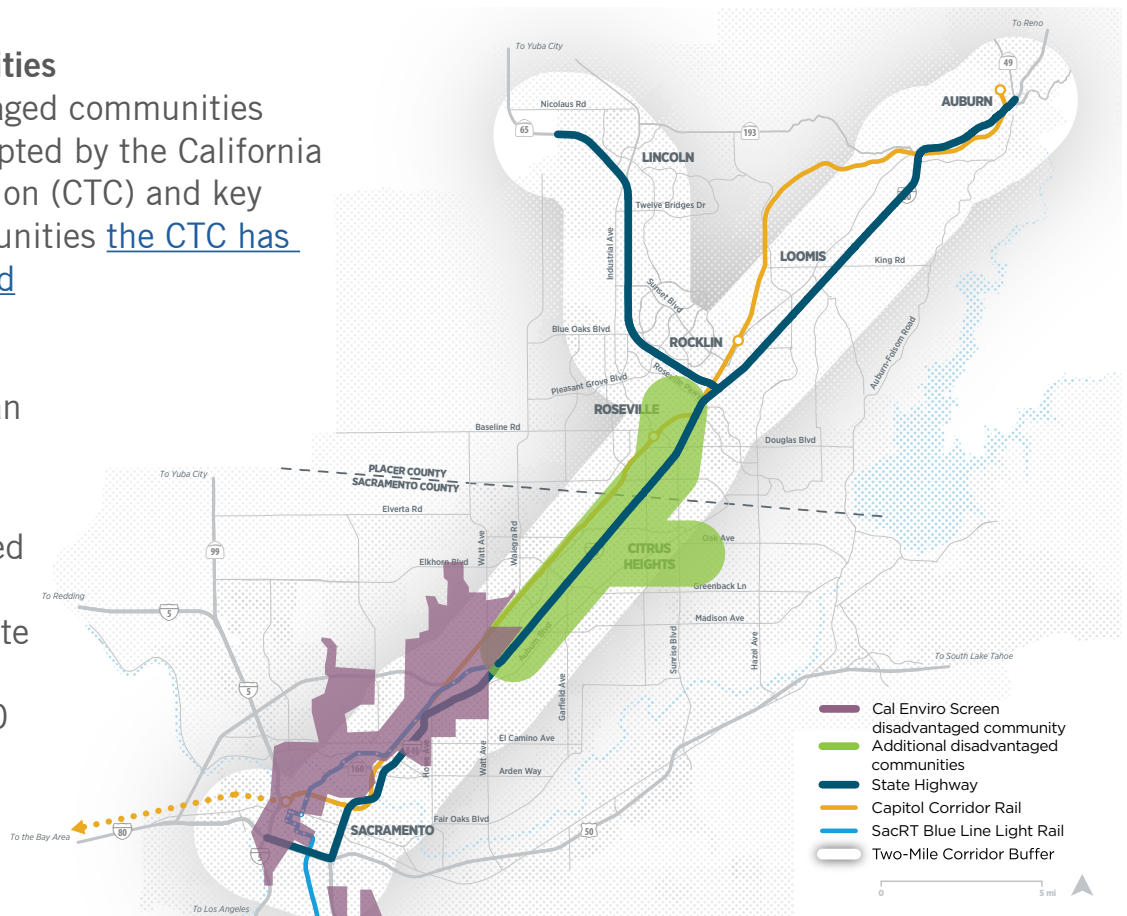 ities
aged communities
pted by the California
on (CTC) and key
unities the CTC has
d
an
ed
te
0
To Reno
To Yuba City
49
AUBURN
Nicolaus Rd
65
193
LINCOLN
Twelve Bridges Dr
Industrial Ave
LOOMIS
King Rd
Sunset Blvd
Blue Oaks Blvd
ROCKLIN
Auburn-Folsom Road
Pleasant Grove Blvd
Roseville
ROSEVILLE
Baseline Rd
Douglas Blvd
PLACER COUNTY
SACRAMENTO COUNTY
To Yuba City
Elverta Rd
99
Watt Ave
Walegra Rd
Oak Ave
CITRUS
HEIGHTS
Elkhorn Blvd
Greenback Ln
To Redding
5
Madison Ave
Auburn Blvd
Sunrise Blvd
Hazel Ave
To South Lake Tahoe
5
Garfield Ave
El Camino Ave
Watt Ave
160
Arden Way
Fair Oaks Blvd
SACRAMENTO
50
To the Bay Area
80
5
To Los Angeles
Cal Enviro Screen
disadvantaged community
Additional disadvantaged
communities
State Highway
Capitol Corridor Rail
SacRT Blue Line Light Rail
Two-Mile Corridor Buffer
0
5 mi